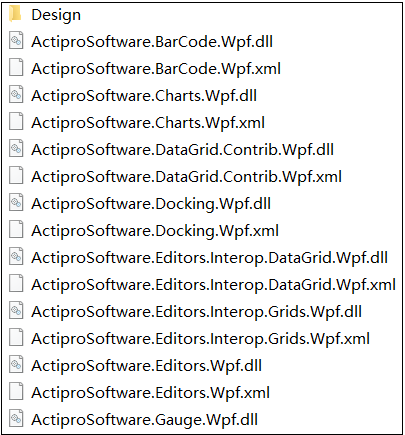 Design
ActiproSoftware.BarCode.Wpf.dll
ActiproSoftware.BarCode.Wpf.xml
ActiproSoftware.Charts.Wpf.dll
ActiproSoftware.Charts.Wpf.xml
ActiproSoftware.DataGrid.Contrib.Wpf.dll
ActiproSoftware.DataGrid.Contrib.Wpf.xml
ActiproSoftware.Docking.Wpf.dll
ActiproSoftware.Docking.Wpf.xml
ActiproSoftware.Editors.Interop.DataGrid.Wpf.dll
ActiproSoftware.Editors.Interop.DataGrid.Wpf.xml
ActiproSoftware.Editors.Interop.Grids.Wpf.dll
ActiproSoftware.Editors.Interop.Grids.Wpf.xml
ActiproSoftware.Editors.Wpf.dll
ActiproSoftware.Editors.Wpf.xml
ActiproSoftware.Gauge.Wpf.dll